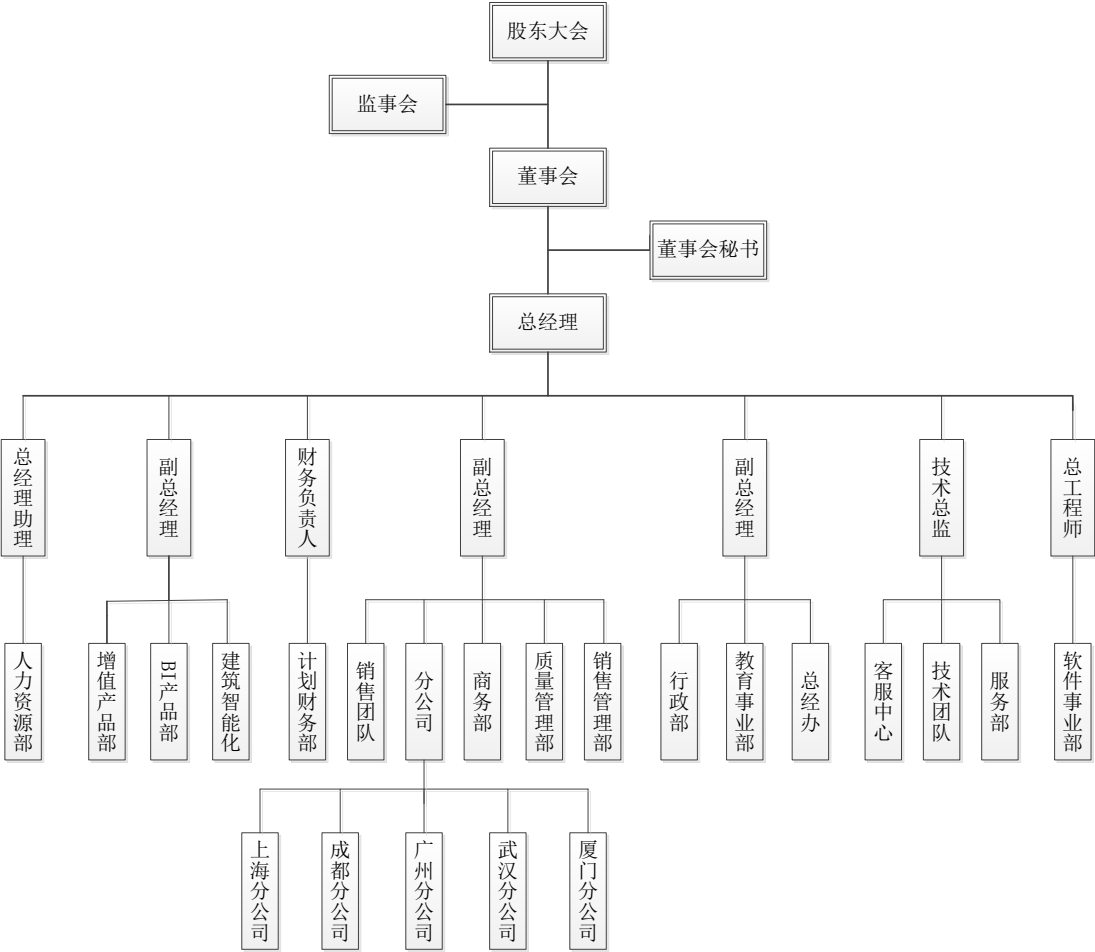 股东大会
监事会
董事会
董事会秘书
总经理
总经理助理
副总经理
财务负责人
副总经理
副总经理
技术总监
总工程师
人力资源部
增值产品部
BI产品部
建筑智能化
计划财务部
销售团队
分公司
商务部
质量管理部
销售管理部
行政部
教育事业部
总经办
客服中心
技术团队
服务部
软件事业部
上海分公司
成都分公司
广州分公司
武汉分公司
厦门分公司